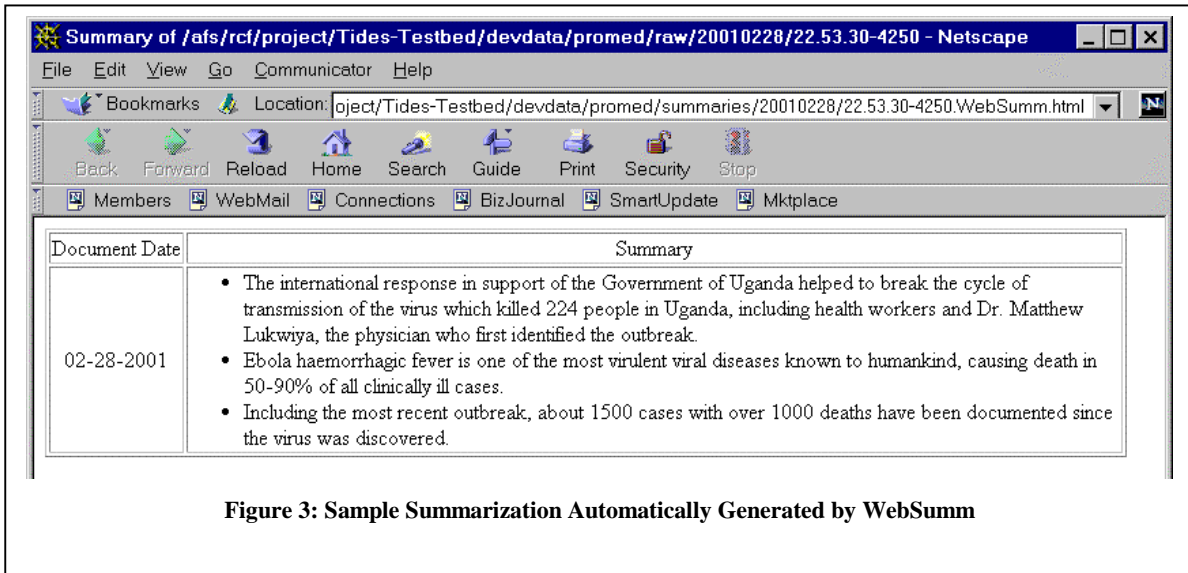 Summary of /afs/rcf/project/Tides-Testbed/devdata/promed/raw/20010228/22.53.30-4250 - Netscape
File Edit View Go Communicator Help
Bookmarks Location: oject/Tides-Testbed/devdata/promed/summaries/20010228/22.53.30-4250.WebSumm.html N
Back Forward Reload Home Search Guide Print Security Stop
Members WebMail Connections BizJournal SmartUpdate Mktplace
Document Date Summary
• The international response in support of the Government of Uganda helped to break the cycle of
transmission of the virus which killed 224 people in Uganda, including health workers and Dr. Matthew
Lukwiya, the physician who first identified the outbreak.
02-28-2001
• Ebola haemorrhagic fever is one of the most virulent viral diseases known to humankind, causing death in
50-90% of all clinically ill cases.
• Including the most recent outbreak, about 1500 cases with over 1000 deaths have been documented since
the virus was discovered.
Figure 3: Sample Summarization Automatically Generated by WebSumm